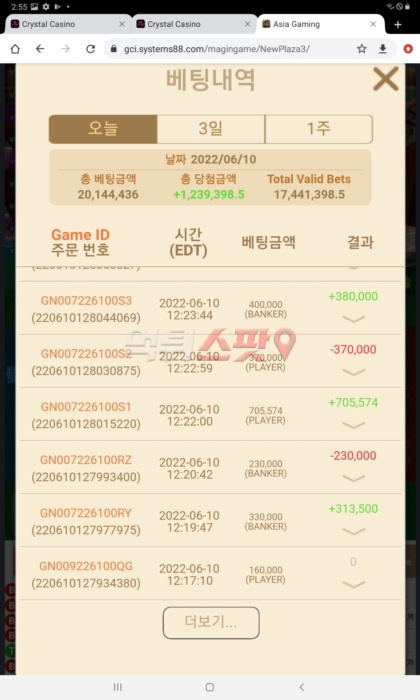 2:55
Crystal Casino
Crystal Casino
Asia Gaming
gci.systems88.com/magingame/NewPlaza3/
베팅내역
오늘
3일
1주
날짜 2022/06/10
총 베팅금액
총 당첨금액
Total Valid Bets
20,144,436
+1,239,398.5
17,441,398.5
Game ID
주문 번호
시간
(EDT)
베팅금액
결과
GN007226100S3
(220610128044069)
2022-06-10
12:23:44
400,000
(BANKER)
+380,000
GN007226100S2
(220610128030875)
2022-06-10
12:22:59
370,000
(PLAYER)
-370,000
먹튀스팟
GN007226100S1
(220610128015220)
2022-06-10
12:22:00
705,574
(PLAYER)
+705,574
GN007226100RZ
(220610127993400)
2022-06-10
12:20:42
230,000
(BANKER)
-230,000
GN007226100RY
(220610127977975)
2022-06-10
12:19:47
330,000
(BANKER)
+313,500
GN009226100QG
(220610127934380)
2022-06-10
12:17:10
160,000
(PLAYER)
0
더보기...